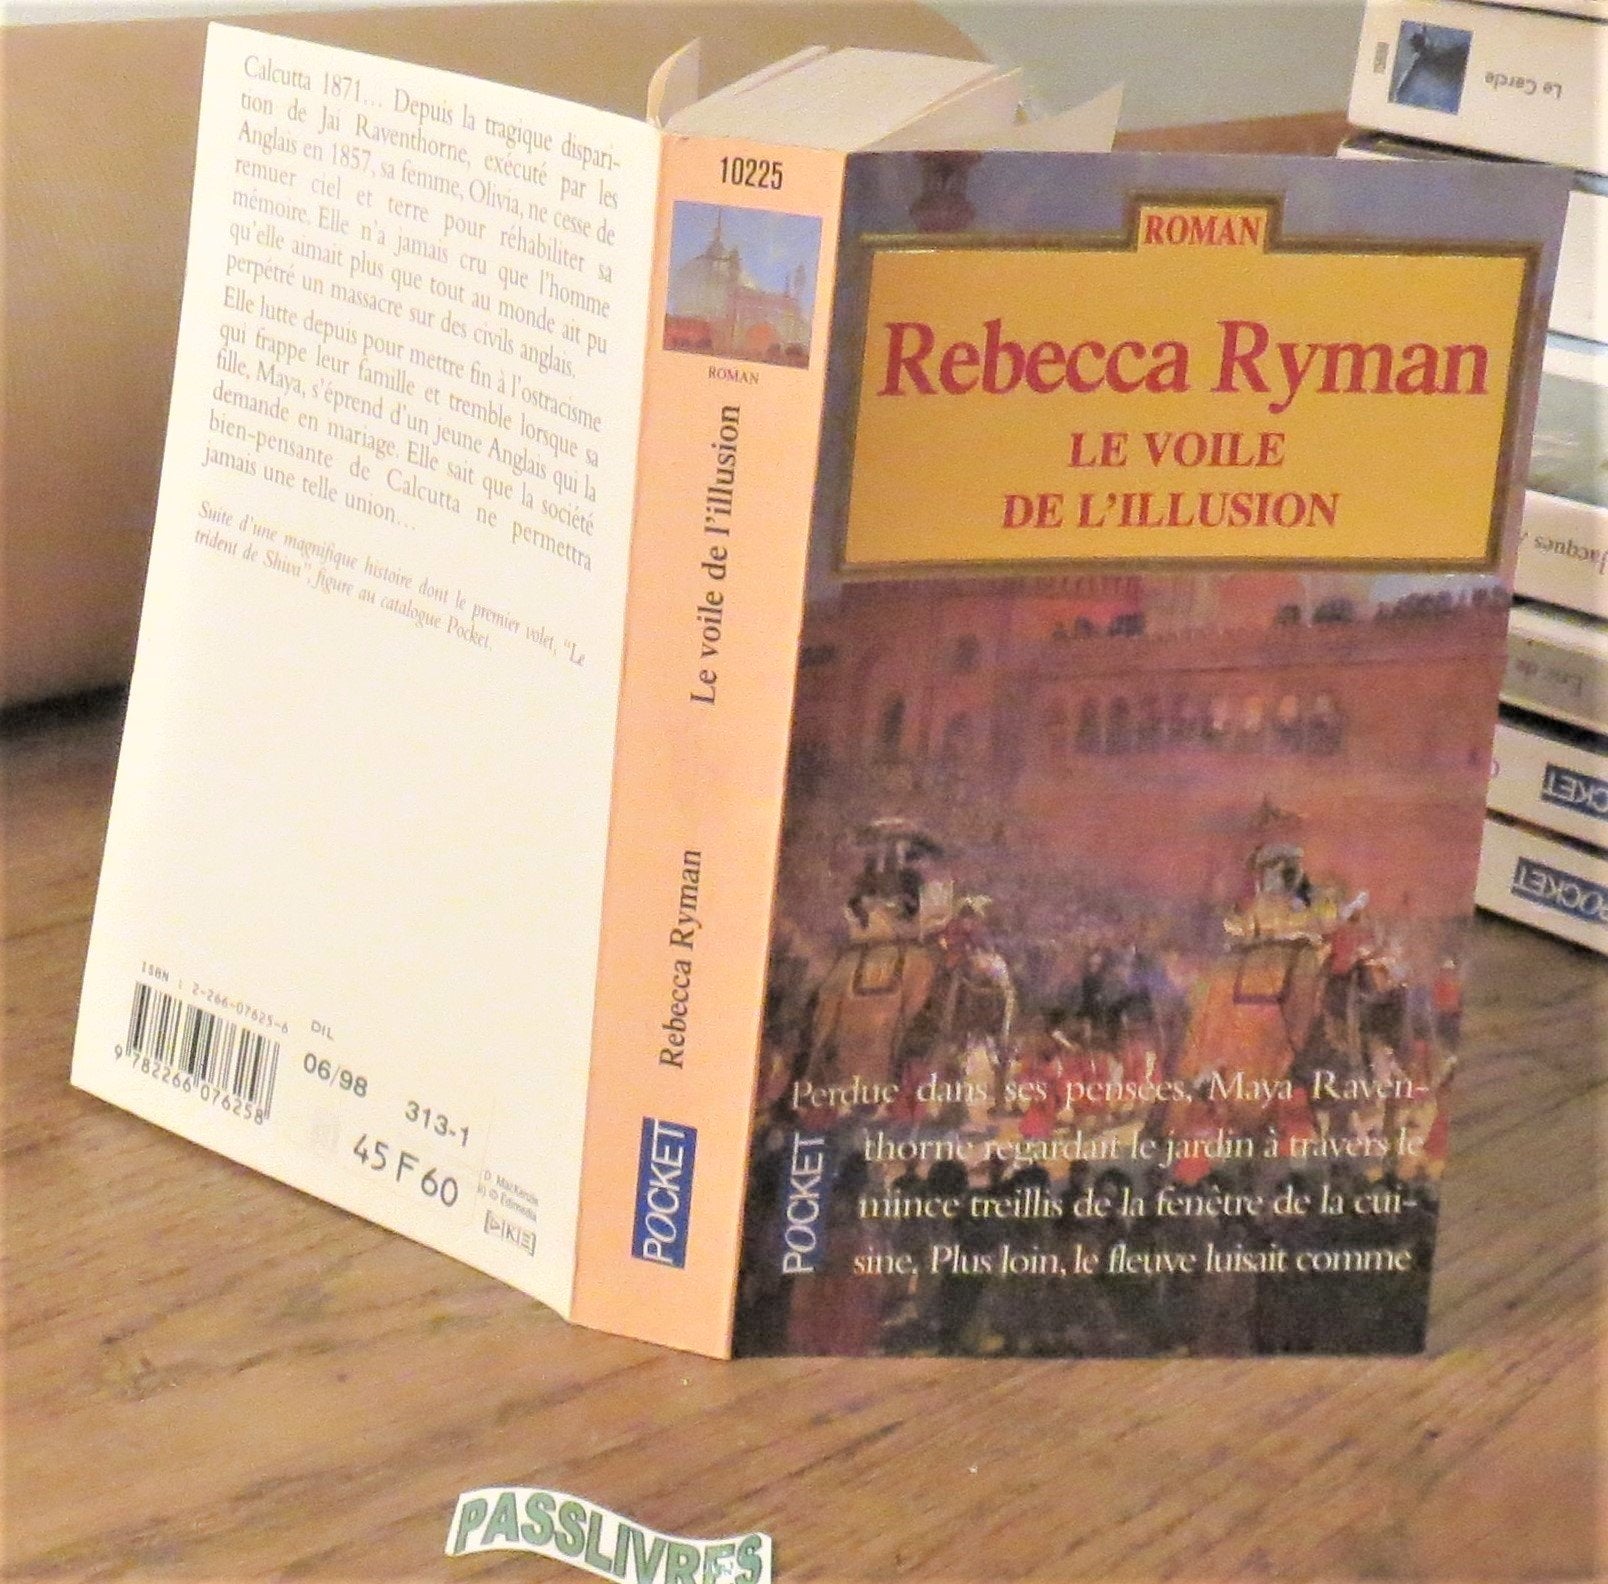 Calcutta 1871... Depuis la tragique dispari-
tion de Jai Raventhorne, exécuté par les
Anglais en 1857, sa femme, Olivia, ne cesse de
remuer ciel et terre pour réhabiliter sa
mémoire. Elle n'a jamais cru que l'homme
qu'elle aimait plus que tout au monde ait pu
perpétré un massacre sur des civils anglais.
Elle lutte depuis pour mettre fin à l'ostracisme
qui frappe leur famille et tremble lorsque sa
fille, Maya, s'éprend d'un jeune Anglais qui la
demande en mariage. Elle sait que la société
bien-pensante de Calcutta ne permettra
jamais une telle union...
Suite d'une magnifique histoire dont le premier volet, "Le
trident de Shiva", figure au catalogue Pocket.
ISBN : 2-266-07625-6
9 782266 076258
DIL
06/98
313-1
45 F 60
D. MacKenzie
© Edimedia
10225
ROMAN
Le voile de l'illusion
Rebecca Ryman
POCKET
ROMAN
Rebecca Ryman
LE VOILE
DE L'ILLUSION
Perdue dans ses pensées, Maya Raven-
thorne regardait le jardin à travers le
mince treillis de la fenêtre de la cui-
sine. Plus loin, le fleuve luisait comme
POCKET
Le Cercle
Jacques
POCKET
POCKET
PASSLIVRES